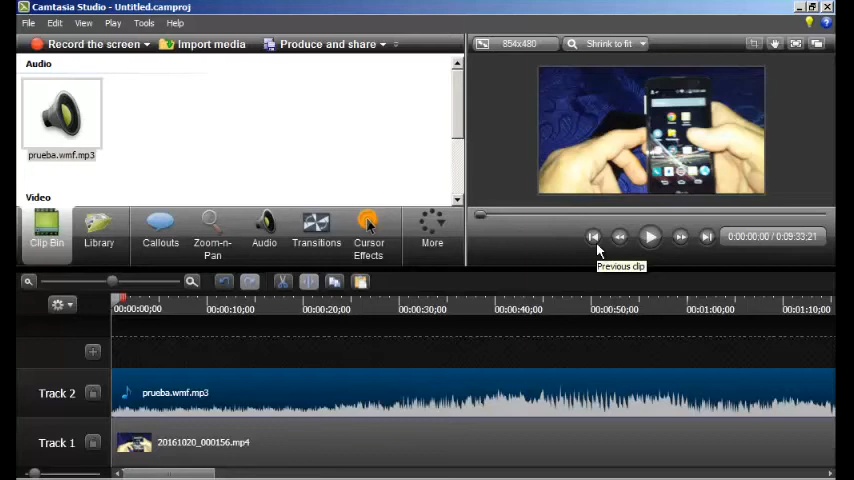 Camtasia Studio - Untitled.camproj
File Edit View Play Tools Help
Record the screen Import media Produce and share
854x480 Shrink to fit
Audio
prueba.wmf.mp3
Video
Clip Bin Library Callouts Zoom-n-Pan Audio Transitions Cursor Effects More
0:00:00;00 / 0:09:33;21
Previous clip
00:00:00;00 00:00:10;00 00:00:20;00 00:00:30;00 00:00:40;00 00:00:50;00 00:01:00;00 00:01:10;00
Track 2 prueba.wmf.mp3
Track 1 20161020_000156.mp4